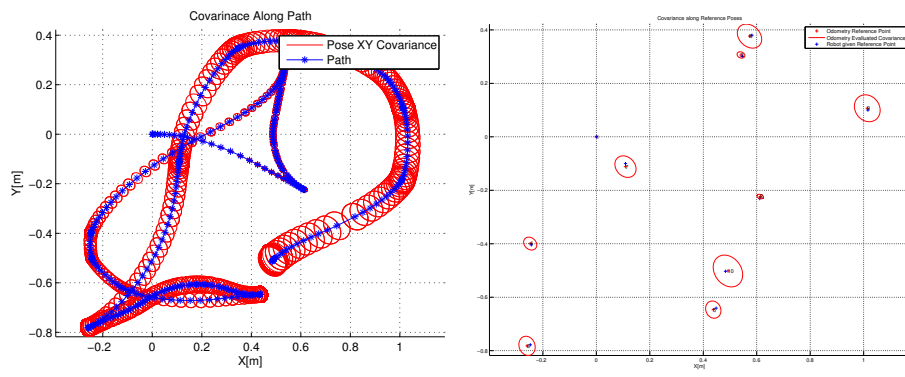 Covarinace Along Path
Pose XY Covariance
Path
Y[m]
0.4
0.2
0
−0.2
−0.4
−0.6
−0.8
−0.2
0
0.2
0.4
0.6
0.8
1
X[m]
Covariance along Reference Poses
Odometry Reference Point
Odometry Evaluated Covariance
Robot given Reference Point
Y[m]
0.4
0.2
0
-0.2
-0.4
-0.6
-0.8
-0.2
0
0.2
0.4
0.6
0.8
1
X[m]